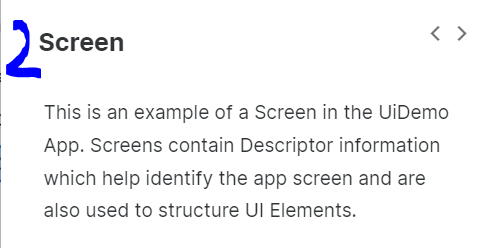 2 Screen
This is an example of a Screen in the UiDemo
App. Screens contain Descriptor information
which help identify the app screen and are
also used to structure UI Elements.